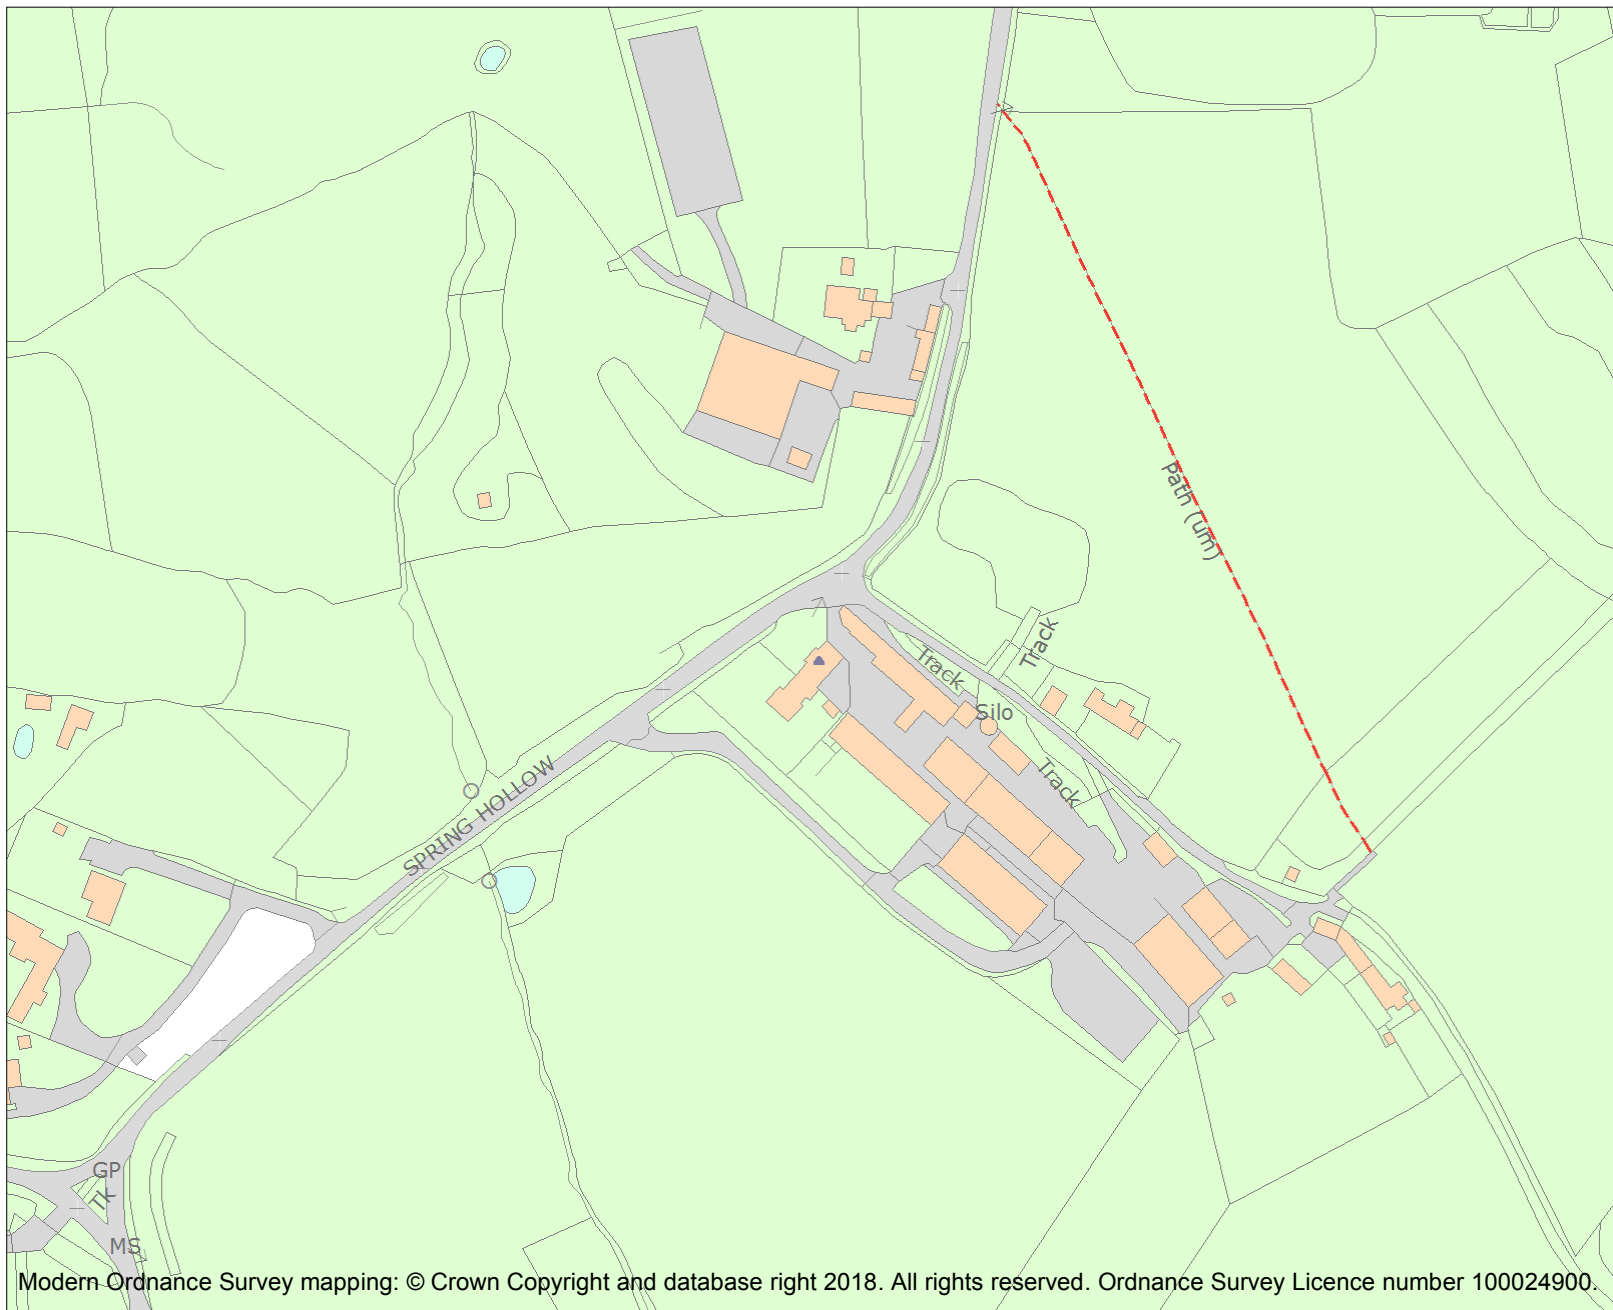 Path (um)
Track
Track
Silo
Track
SPRING HOLLOW
GP
Tk
MS
Modern Ordnance Survey mapping: © Crown Copyright and database right 2018. All rights reserved. Ordnance Survey Licence number 100024900.